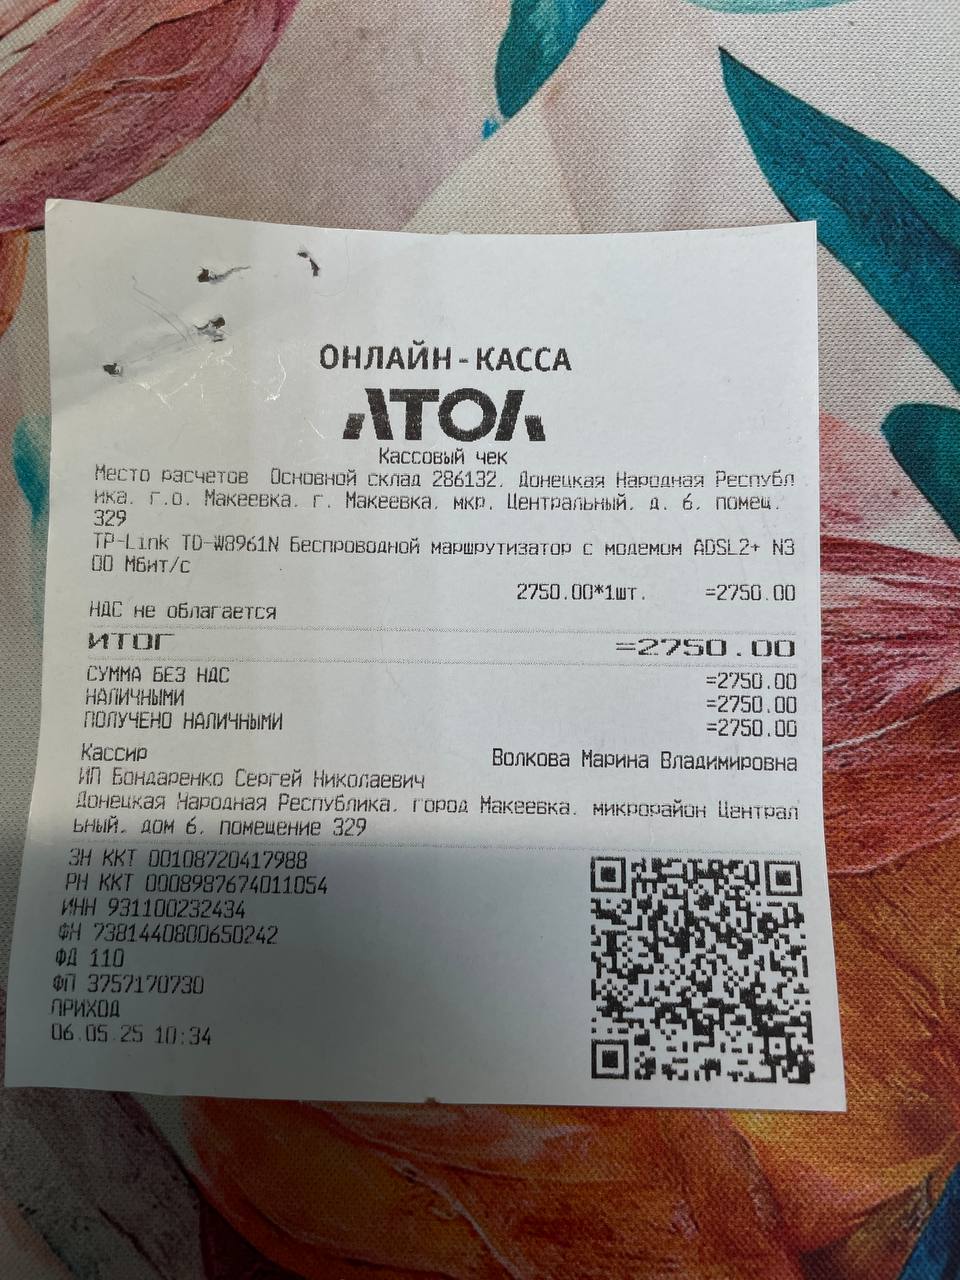 ОНЛАЙН-КАССА
АТОЛ
Кассовый чек
Место расчетов Основной склад 286132, Донецкая Народная Республ
ика, г.о. Макеевка, г. Макеевка, мкр. Центральный, д. 6, помещ.
329
TP-Link TD-W8961N Беспроводной маршрутизатор с модемом ADSL2+ N3
00 Мбит/с
2750.00*1шт. =2750.00
НДС не облагается
ИТОГ =2750.00
СУММА БЕЗ НДС =2750.00
НАЛИЧНЫМИ =2750.00
ПОЛУЧЕНО НАЛИЧНЫМИ =2750.00
Кассир Волкова Марина Владимировна
ИП Бондаренко Сергей Николаевич
Донецкая Народная Республика, город Макеевка, микрорайон Централ
ьный, дом 6, помещение 329
ЗН ККТ 00108720417988
РН ККТ 0008987674011054
ИНН 931100232434
ФН 7381440800650242
ФД 110
ФП 3757170730
ПРИХОД
06.05.25 10:34